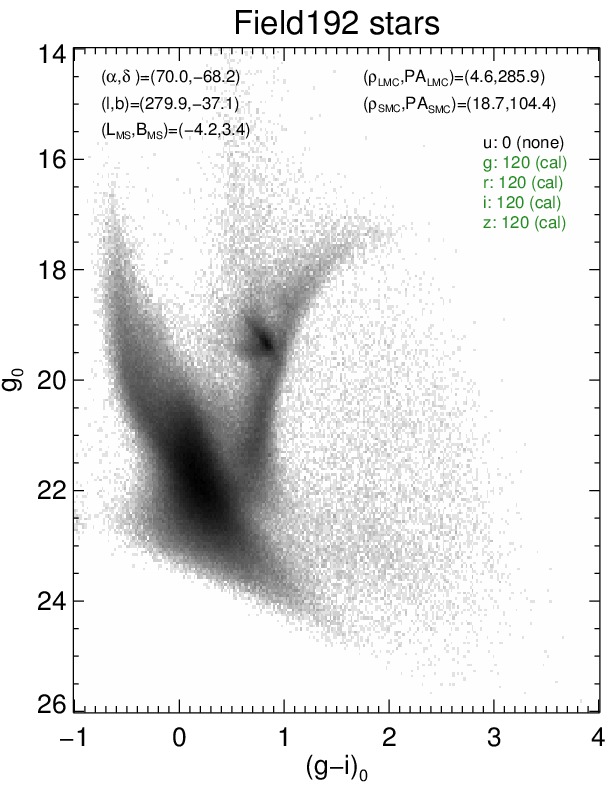 Field192 stars
(α,δ )=(70.0,−68.2)
(l,b)=(279.9,−37.1)
(L_MS,B_MS)=(−4.2,3.4)
(ρ_LMC,PA_LMC)=(4.6,285.9)
(ρ_SMC,PA_SMC)=(18.7,104.4)
u: 0 (none)
g: 120 (cal)
r: 120 (cal)
i: 120 (cal)
z: 120 (cal)
14
16
18
20
22
24
26
g₀
−1 0 1 2 3 4
(g−i)₀